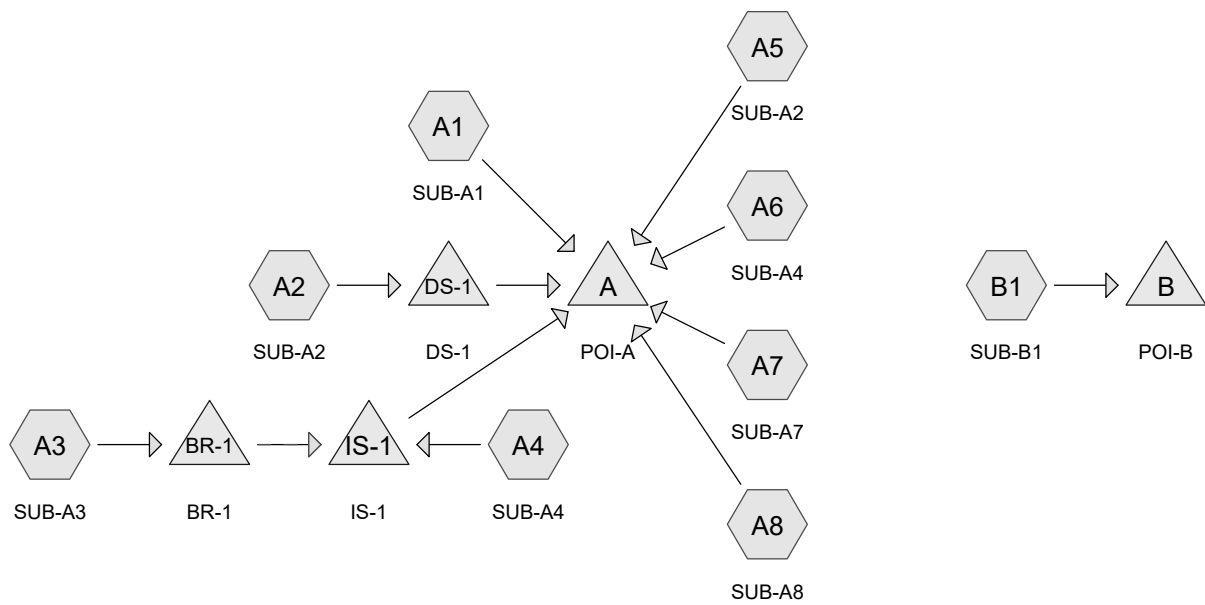 A5
SUB-A2
A1
SUB-A1
A6
SUB-A4
A2
SUB-A2
DS-1
DS-1
A
POI-A
B1
SUB-B1
B
POI-B
A7
SUB-A7
A3
SUB-A3
BR-1
BR-1
IS-1
IS-1
A4
SUB-A4
A8
SUB-A8